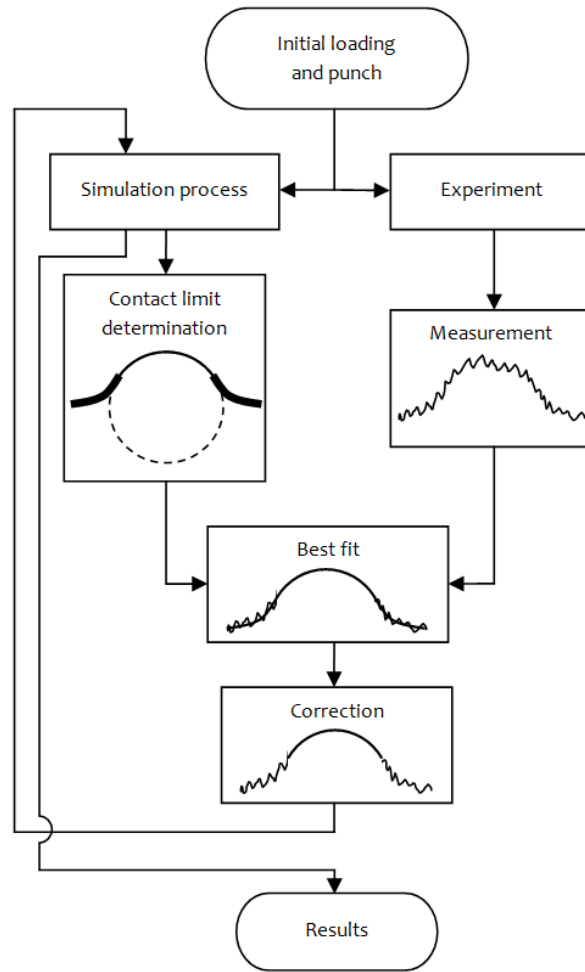 Initial loading
and punch
Simulation process
Experiment
Contact limit
determination
Measurement
Best fit
Correction
Results